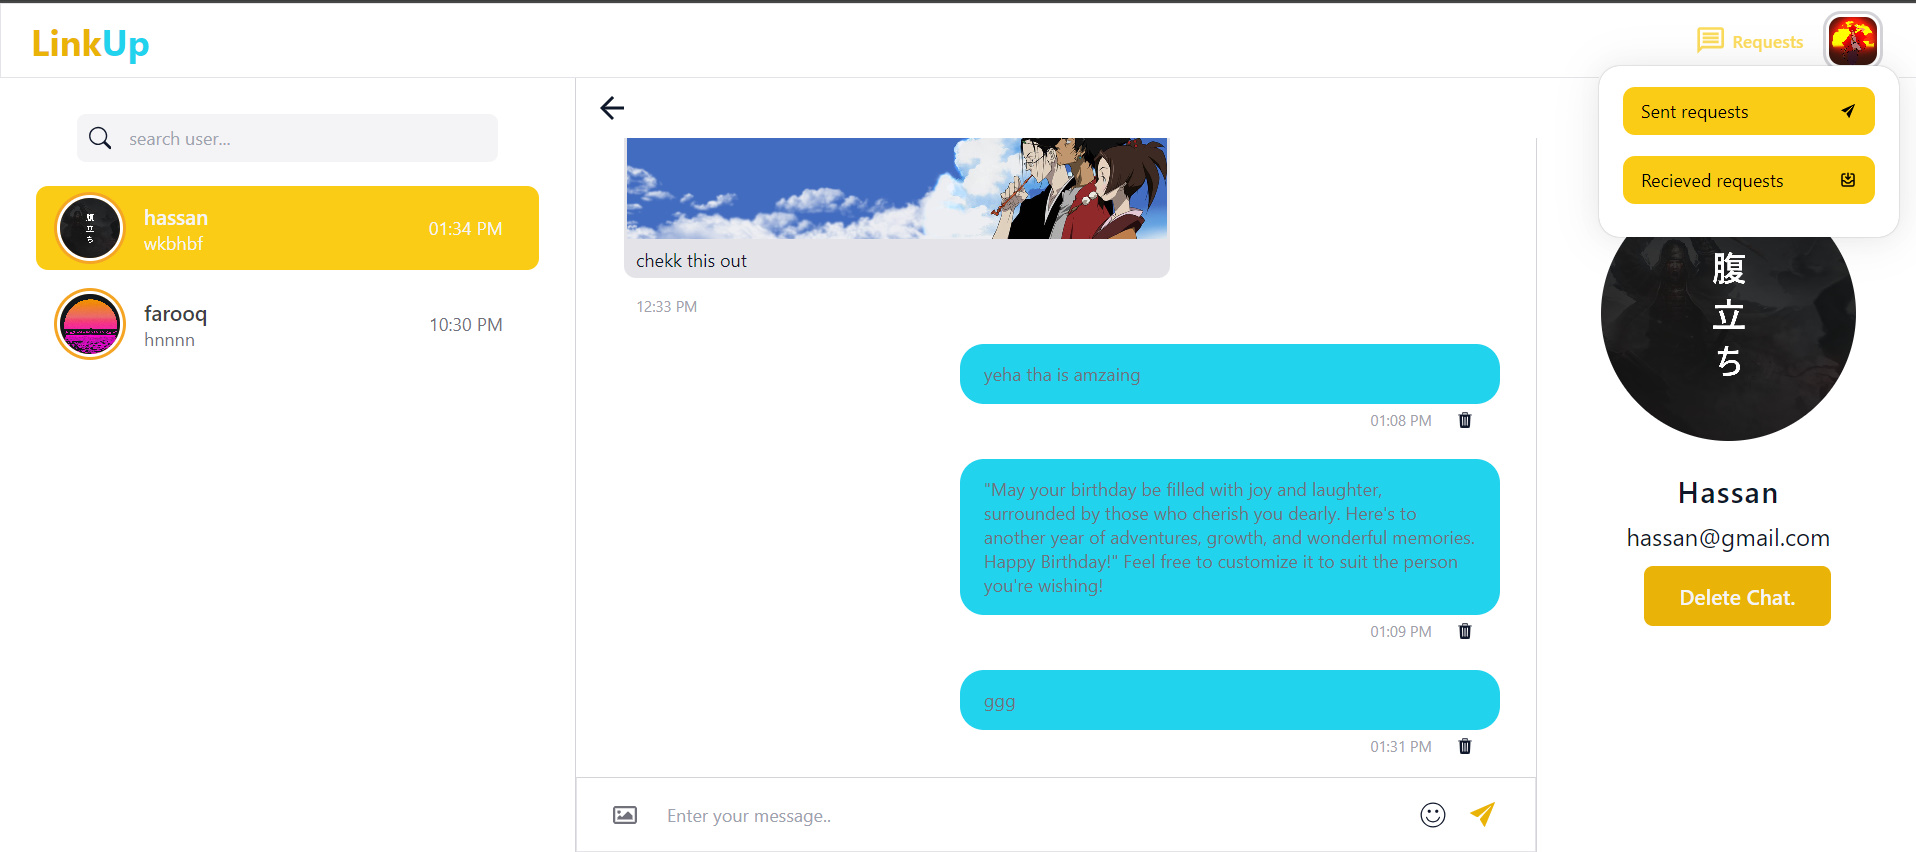 LinkUp
Requests
Sent requests
Recieved requests
search user...
hassan
wkbhbf
01:34 PM
farooq
hnnnn
10:30 PM
chekk this out
12:33 PM
yeha tha is amzaing
01:08 PM
"May your birthday be filled with joy and laughter,
surrounded by those who cherish you dearly. Here's to
another year of adventures, growth, and wonderful memories.
Happy Birthday!" Feel free to customize it to suit the person
you're wishing!
01:09 PM
ggg
01:31 PM
Enter your message..
腹
立
ち
Hassan
hassan@gmail.com
Delete Chat.